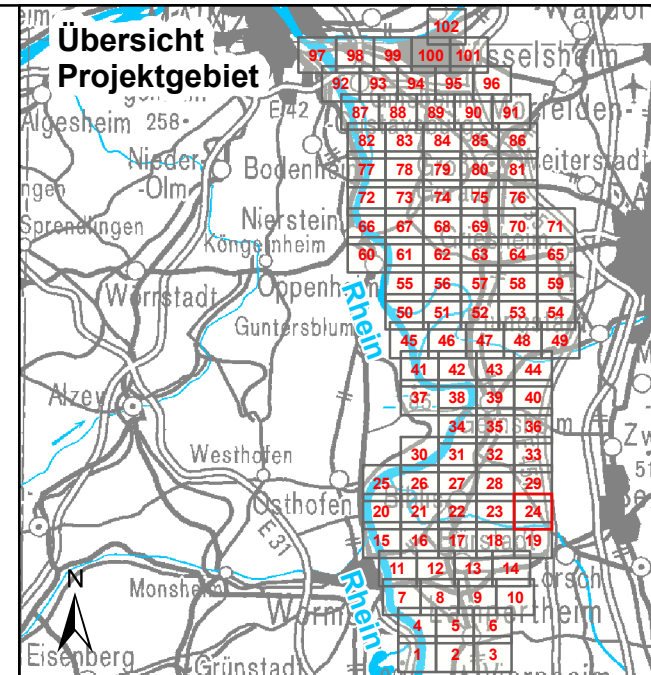 Übersicht
Projektgebiet
102
97 98 99 100 101
sselsheim
92 93 94 95 96
E 42
87 88 89 90 91
Algesheim 258
82 83 84 85 86
Nieder
-Olm
Bodenheim
77 78 79 80 81
Weiterstadt
72 73 74 75 76
Sprendlingen
Nierstein
66 67 68 69 70 71
Köngernheim
60 61 62 63 64 65
Wörrstadt
Oppenheim
55 56 57 58 59
Rhein
50 51 52 53 54
Guntersblum
45 46 47 48 49
41 42 43 44
Alzey
37 38 39 40
34 35 36
Westhofen
30 31 32 33
25 26 27 28 29
Osthofen
20 21 22 23 24
E 31
15 16 17 18 19
11 12 13 14
Lorsch
N
Monsheim
7 8 9 10
Rhein
Worms
4 5 6
Eisenberg
Grünstadt
1 2 3